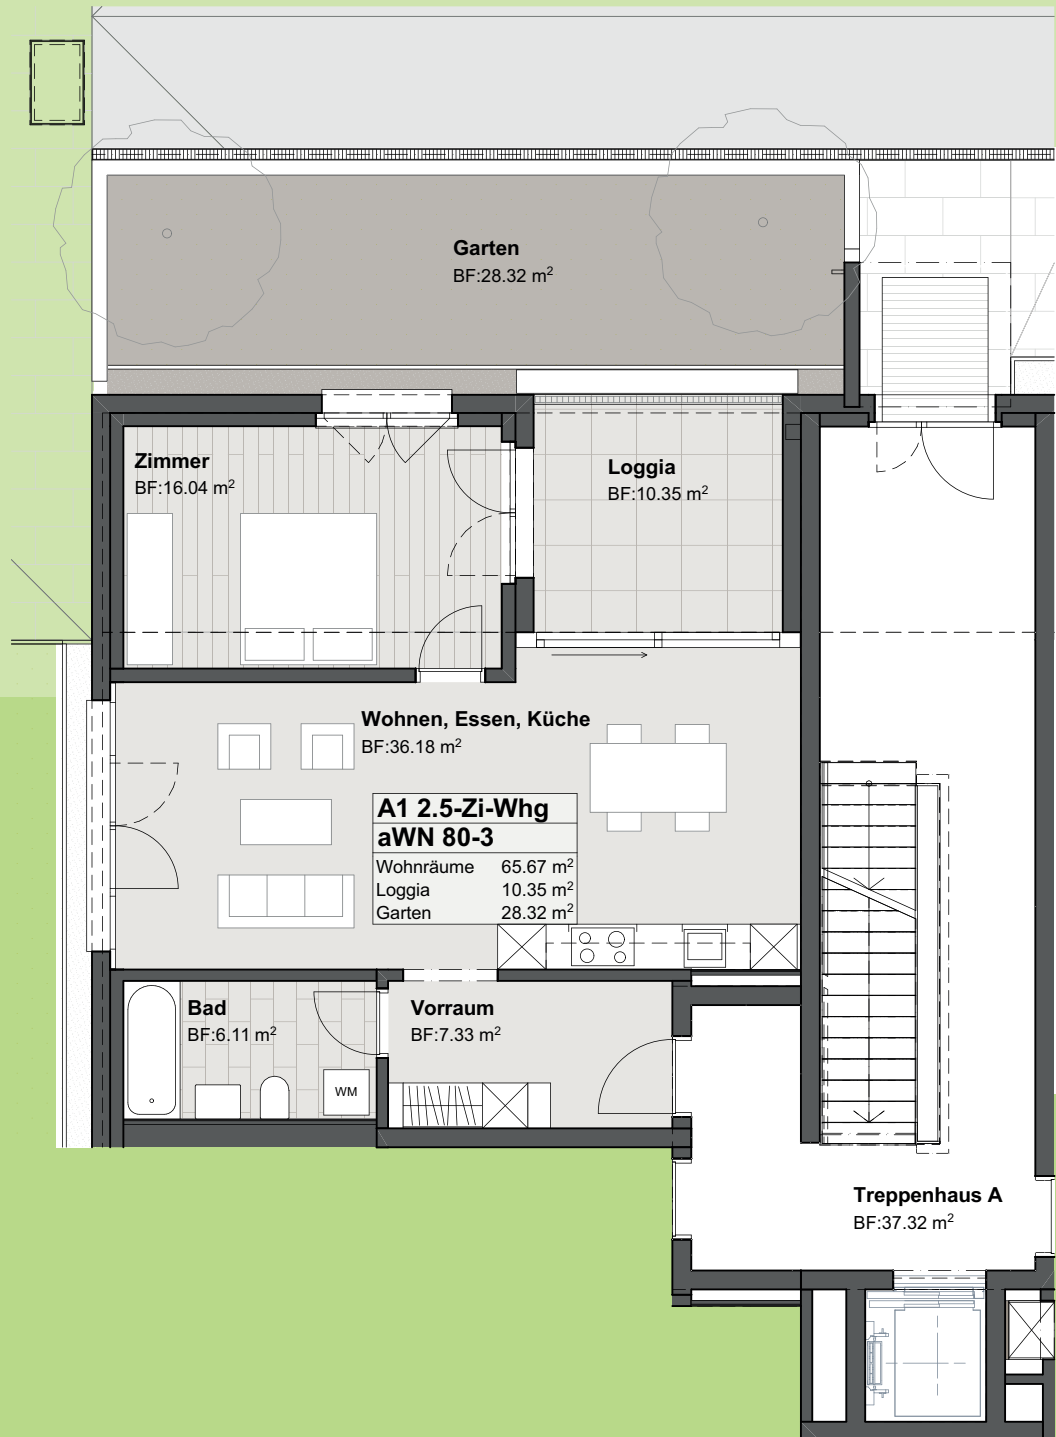 Garten
BF:28.32 m²
Zimmer
BF:16.04 m²
Loggia
BF:10.35 m²
Wohnen, Essen, Küche
BF:36.18 m²
A1 2.5-Zi-Whg
aWN 80-3
Wohnräume 65.67 m²
Loggia 10.35 m²
Garten 28.32 m²
Bad
BF:6.11 m²
Vorraum
BF:7.33 m²
WM
Treppenhaus A
BF:37.32 m²